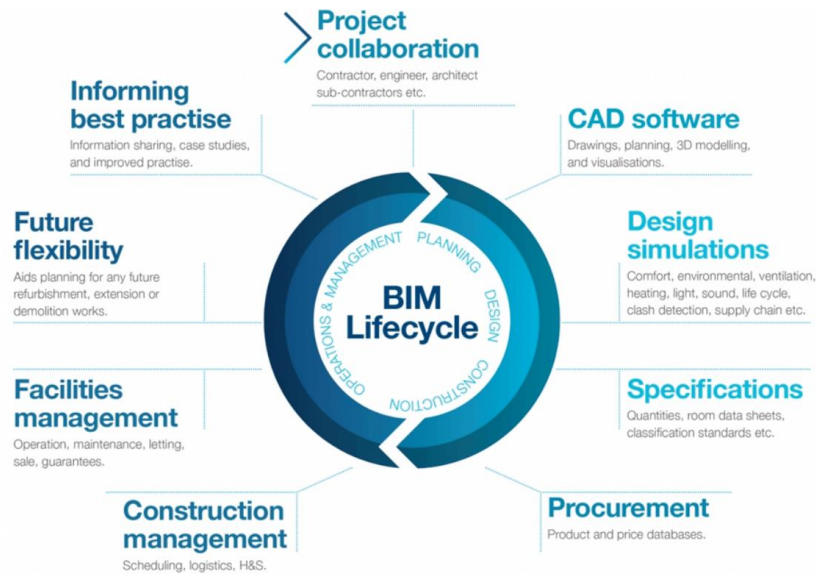 Project
collaboration
Contractor, engineer, architect
sub-contractors etc.
CAD software
Drawings, planning, 3D modelling,
and visualisations.
Design
simulations
Comfort, environmental, ventilation,
heating, light, sound, life cycle,
clash detection, supply chain etc.
Specifications
Quantities, room data sheets,
classification standards etc.
Procurement
Product and price databases.
Construction
management
Scheduling, logistics, H&S.
Facilities
management
Operation, maintenance, letting,
sale, guarantees.
Future
flexibility
Aids planning for any future
refurbishment, extension or
demolition works.
Informing
best practise
Information sharing, case studies,
and improved practise.
BIM
Lifecycle
PLANNING
DESIGN
CONSTRUCTION
OPERATIONS & MANAGEMENT